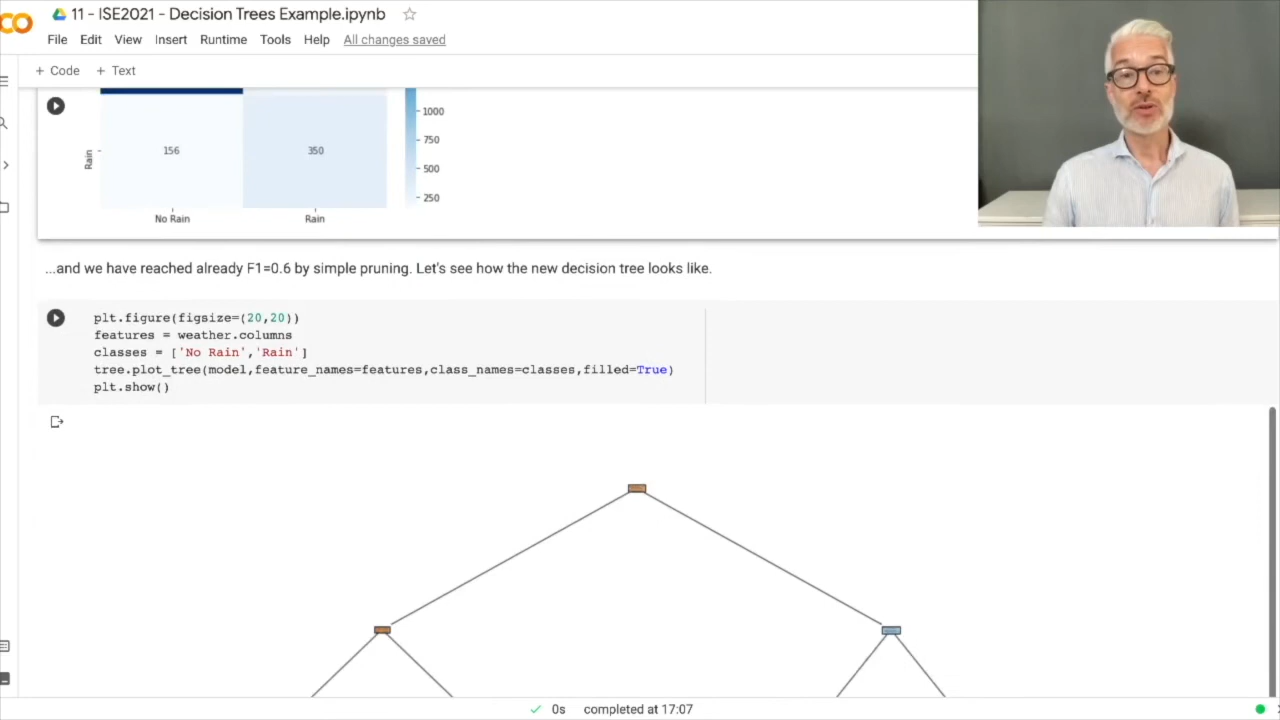 11 - ISE2021 - Decision Trees Example.ipynb
File Edit View Insert Runtime Tools Help All changes saved
+ Code + Text
1000
750
500
250
Rain
156 350
No Rain Rain
...and we have reached already F1=0.6 by simple pruning. Let's see how the new decision tree looks like.
plt.figure(figsize=(20,20))
features = weather.columns
classes = ['No Rain','Rain']
tree.plot_tree(model,feature_names=features,class_names=classes,filled=True)
plt.show()
0s completed at 17:07